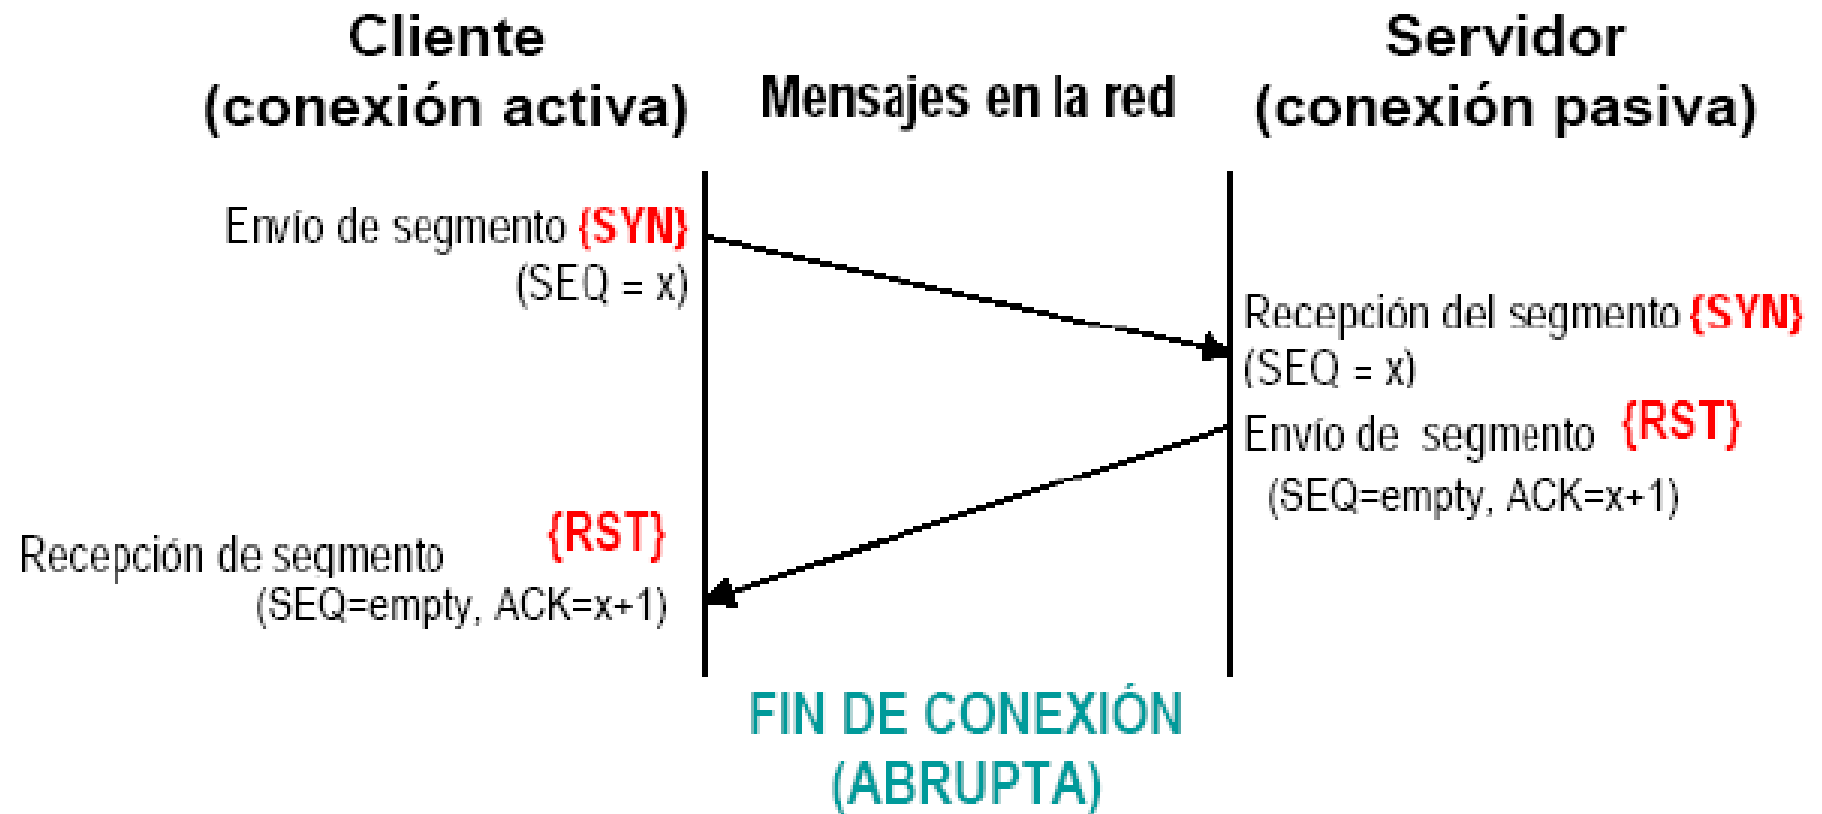 Cliente
(conexión activa)
Mensajes en la red
Servidor
(conexión pasiva)
Envío de segmento {SYN}
(SEQ = x)
Recepción del segmento {SYN}
(SEQ = x)
Envío de segmento {RST}
(SEQ=empty, ACK=x+1)
Recepción de segmento {RST}
(SEQ=empty, ACK=x+1)
FIN DE CONEXIÓN
(ABRUPTA)